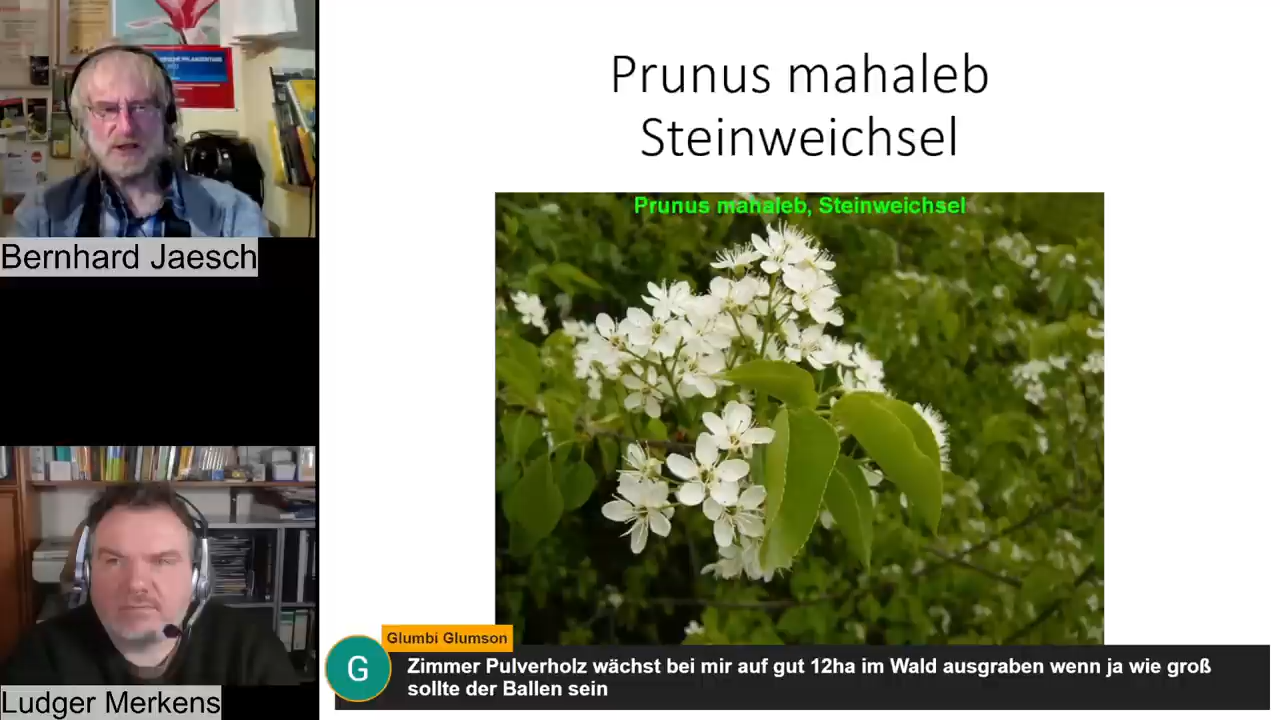 Prunus mahaleb
Steinweichsel
Prunus mahaleb, Steinweichsel
Bernhard Jaesch
Ludger Merkens
Glumbi Glumson
G
Zimmer Pulverholz wächst bei mir auf gut 12ha im Wald ausgraben wenn ja wie groß
sollte der Ballen sein